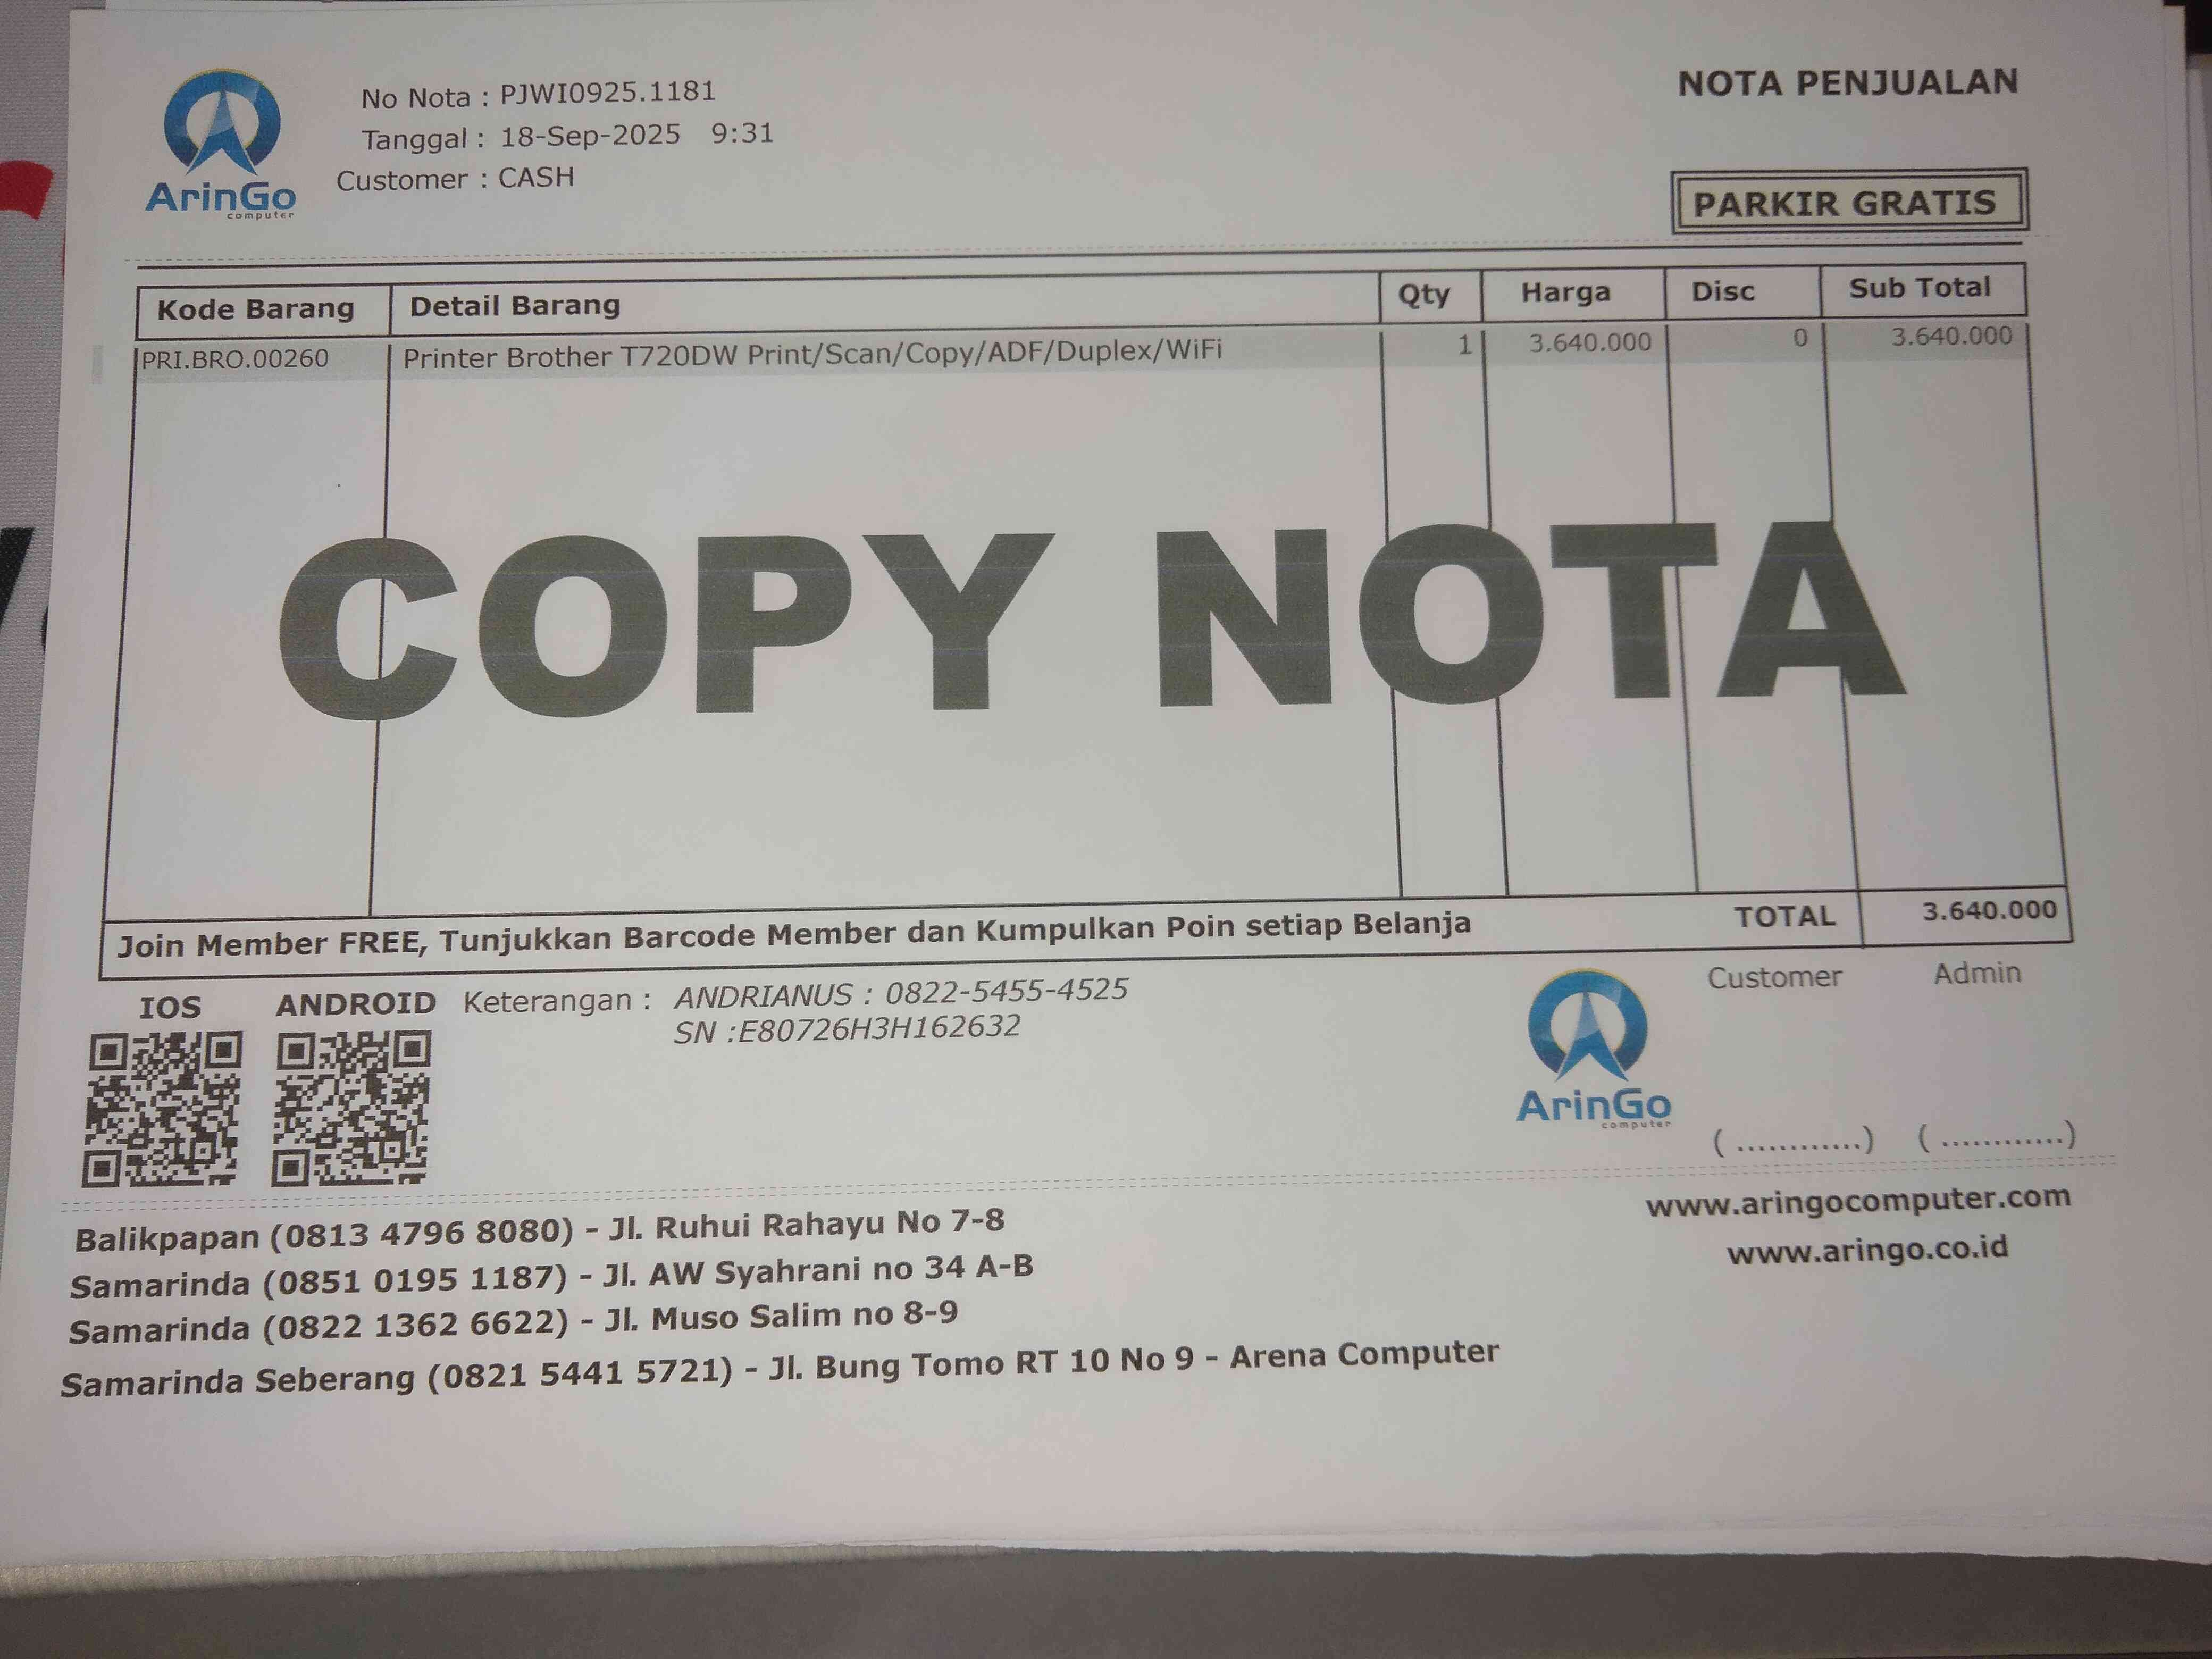 ArinGo
computer
No Nota : PJWI0925.1181
Tanggal : 18-Sep-2025 9:31
Customer : CASH
NOTA PENJUALAN
PARKIR GRATIS
Kode Barang Detail Barang Qty Harga Disc Sub Total
PRI.BRO.00260 Printer Brother T720DW Print/Scan/Copy/ADF/Duplex/WiFi 1 3.640.000 0 3.640.000
COPY NOTA
Join Member FREE, Tunjukkan Barcode Member dan Kumpulkan Poin setiap Belanja TOTAL 3.640.000
IOS ANDROID Keterangan : ANDRIANUS : 0822-5455-4525
SN :E80726H3H162632
ArinGo
computer
Customer Admin
( ............) ( ............)
Balikpapan (0813 4796 8080) - Jl. Ruhui Rahayu No 7-8
Samarinda (0851 0195 1187) - Jl. AW Syahrani no 34 A-B
Samarinda (0822 1362 6622) - Jl. Muso Salim no 8-9
Samarinda Seberang (0821 5441 5721) - Jl. Bung Tomo RT 10 No 9 - Arena Computer
www.aringocomputer.com
www.aringo.co.id